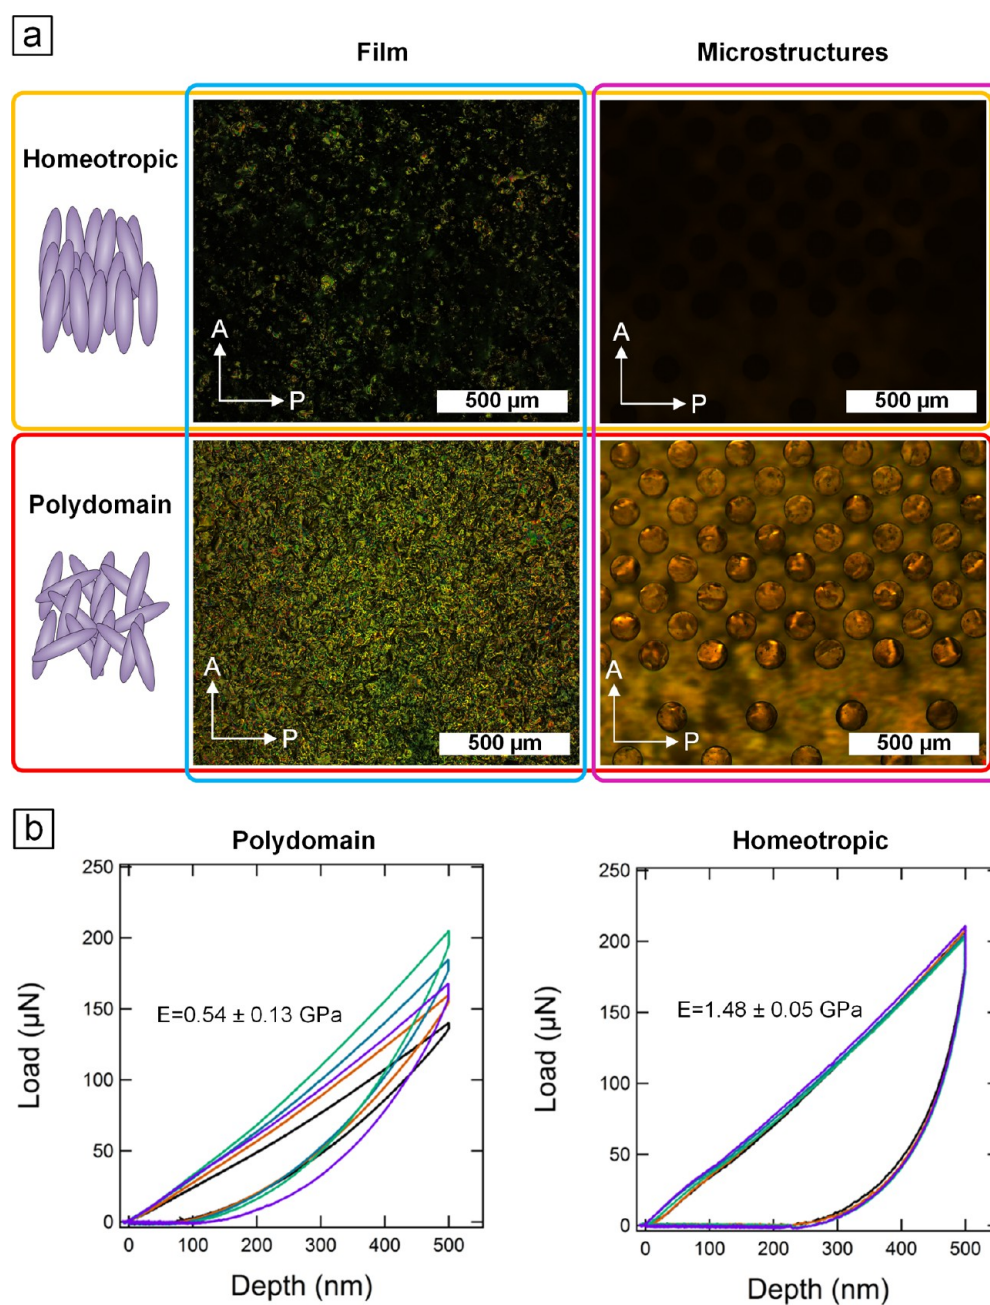 a
Film
Microstructures
Homeotropic
A
P
500 µm
A
P
500 µm
Polydomain
A
P
500 µm
A
P
500 µm
b
Polydomain
250
200
150
100
50
0
Load (µN)
E=0.54 ± 0.13 GPa
0 100 200 300 400 500
Depth (nm)
Homeotropic
250
200
150
100
50
0
Load (µN)
E=1.48 ± 0.05 GPa
0 100 200 300 400 500
Depth (nm)